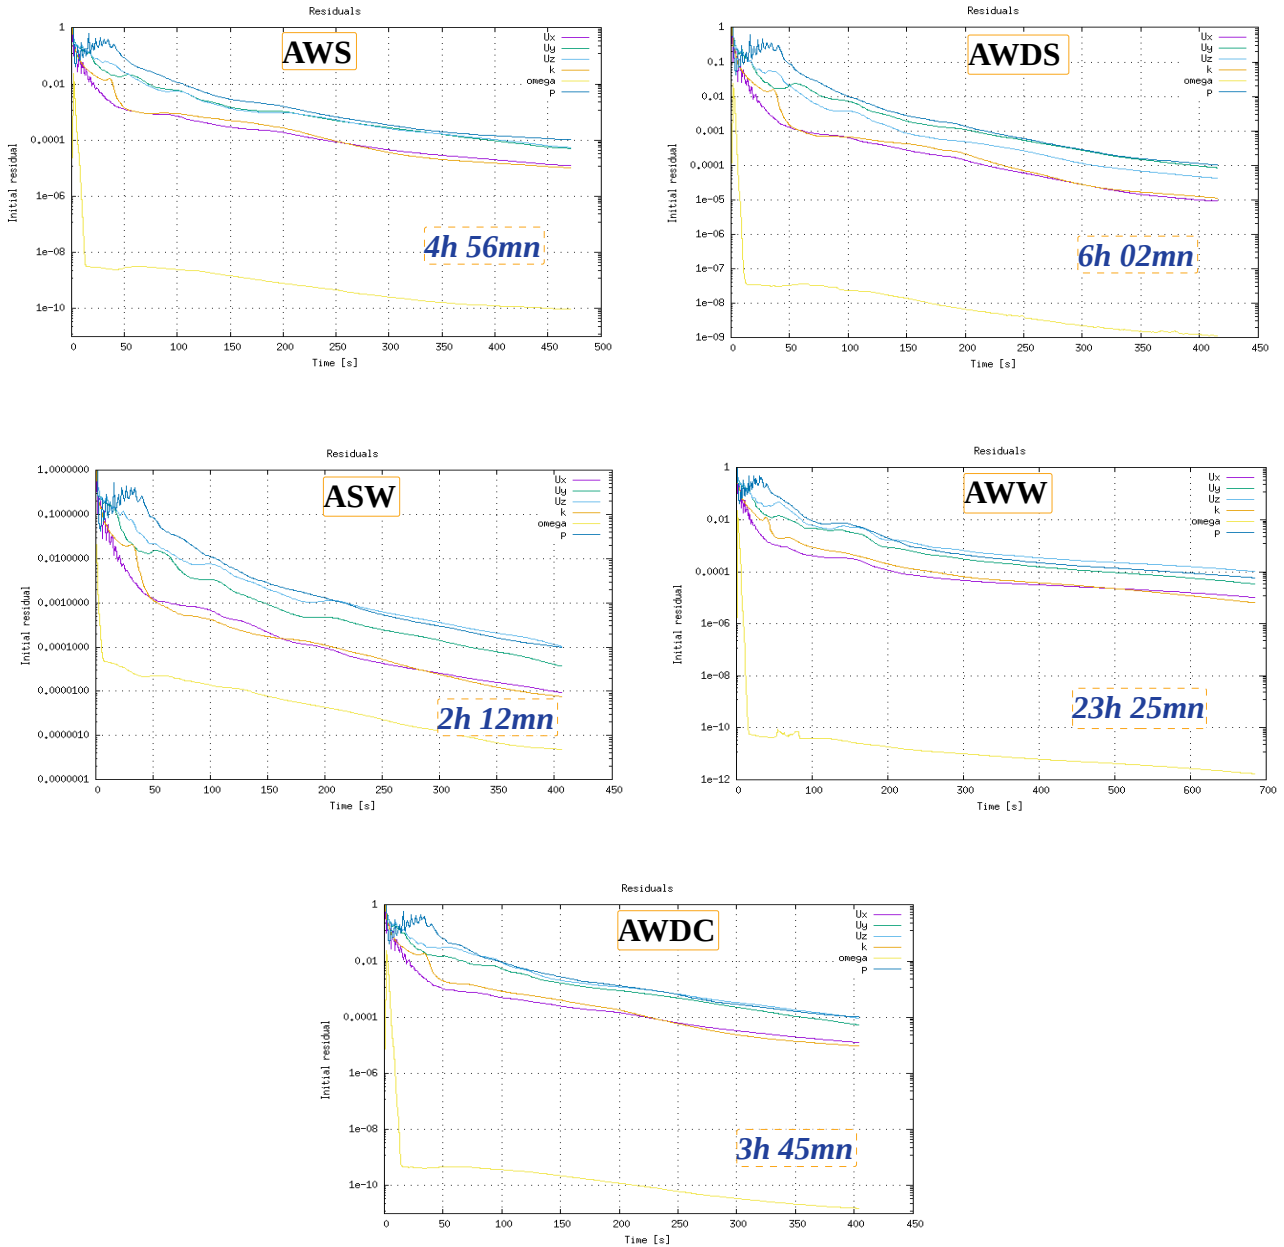 Residuals
AWS
Ux
Uy
Uz
k
omega
p
1
0.01
0.0001
1e-06
1e-08
1e-10
Initial residual
4h 56mn
0 50 100 150 200 250 300 350 400 450 500
Time [s]
Residuals
AWDS
Ux
Uy
Uz
k
omega
p
1
0.1
0.01
0.001
0.0001
1e-05
1e-06
1e-07
1e-08
1e-09
Initial residual
6h 02mn
0 50 100 150 200 250 300 350 400 450
Time [s]
Residuals
ASW
Ux
Uy
Uz
k
omega
p
1.0000000
0.1000000
0.0100000
0.0010000
0.0001000
0.0000100
0.0000010
0.0000001
Initial residual
2h 12mn
0 50 100 150 200 250 300 350 400 450
Time [s]
Residuals
AWW
Ux
Uy
Uz
k
omega
p
1
0.01
0.0001
1e-06
1e-08
1e-10
1e-12
Initial residual
23h 25mn
0 100 200 300 400 500 600 700
Time [s]
Residuals
AWDC
Ux
Uy
Uz
k
omega
p
1
0.01
0.0001
1e-06
1e-08
1e-10
Initial residual
3h 45mn
0 50 100 150 200 250 300 350 400 450
Time [s]